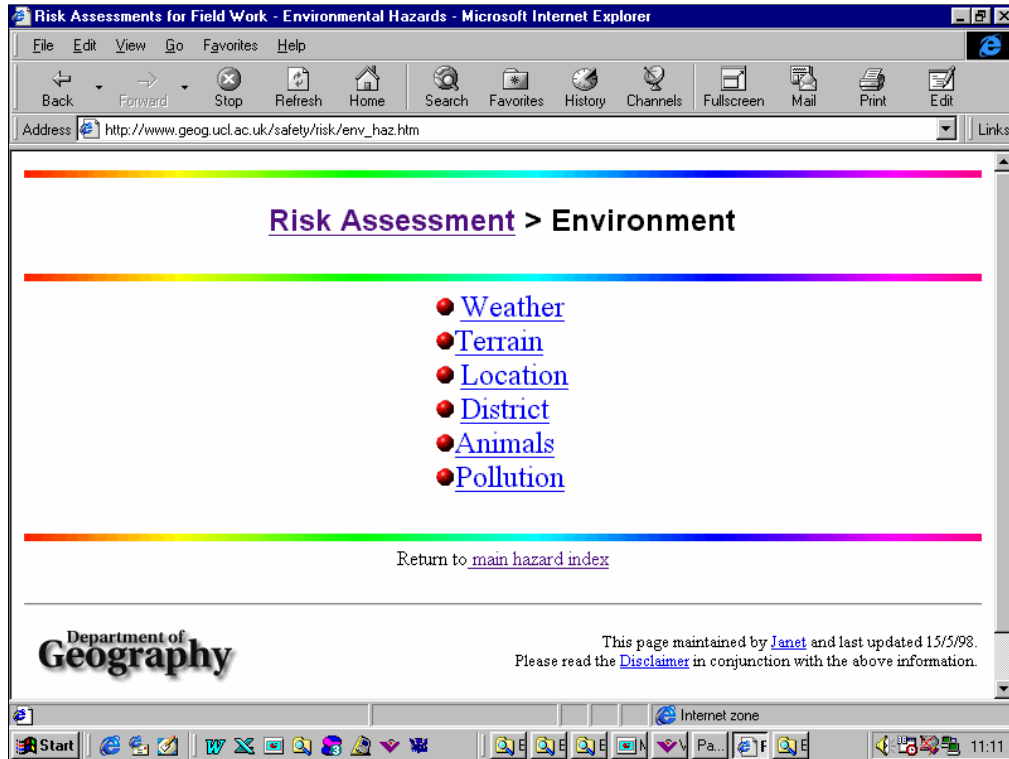 Risk Assessments for Field Work - Environmental Hazards - Microsoft Internet Explorer
File Edit View Go Favorites Help
Back Forward Stop Refresh Home Search Favorites History Channels Fullscreen Mail Print Edit
Address http://www.geog.ucl.ac.uk/safety/risk/env_haz.htm Links
Risk Assessment > Environment
Weather
Terrain
Location
District
Animals
Pollution
Return to main hazard index
Department of
Geography
This page maintained by Janet and last updated 15/5/98.
Please read the Disclaimer in conjunction with the above information.
Internet zone
Start Pa... 11:11